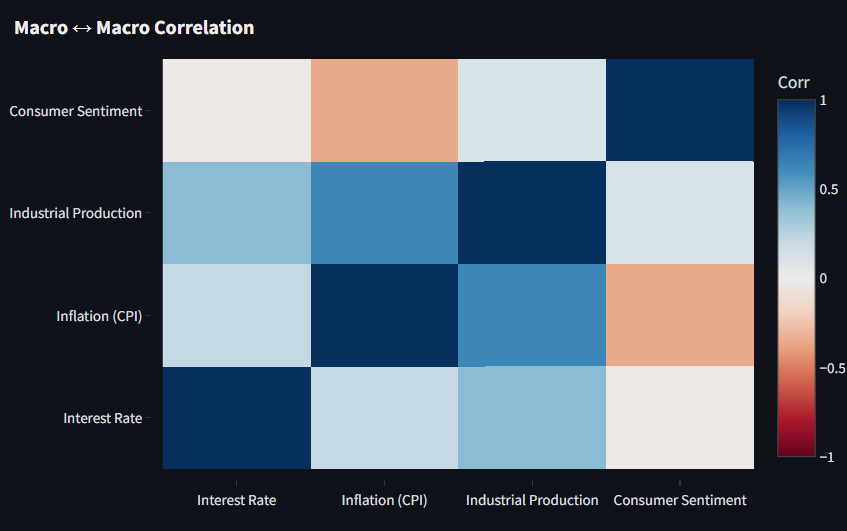 Macro ↔ Macro Correlation
Corr
1
0.5
0
−0.5
−1
Consumer Sentiment
Industrial Production
Inflation (CPI)
Interest Rate
Interest Rate
Inflation (CPI)
Industrial Production
Consumer Sentiment